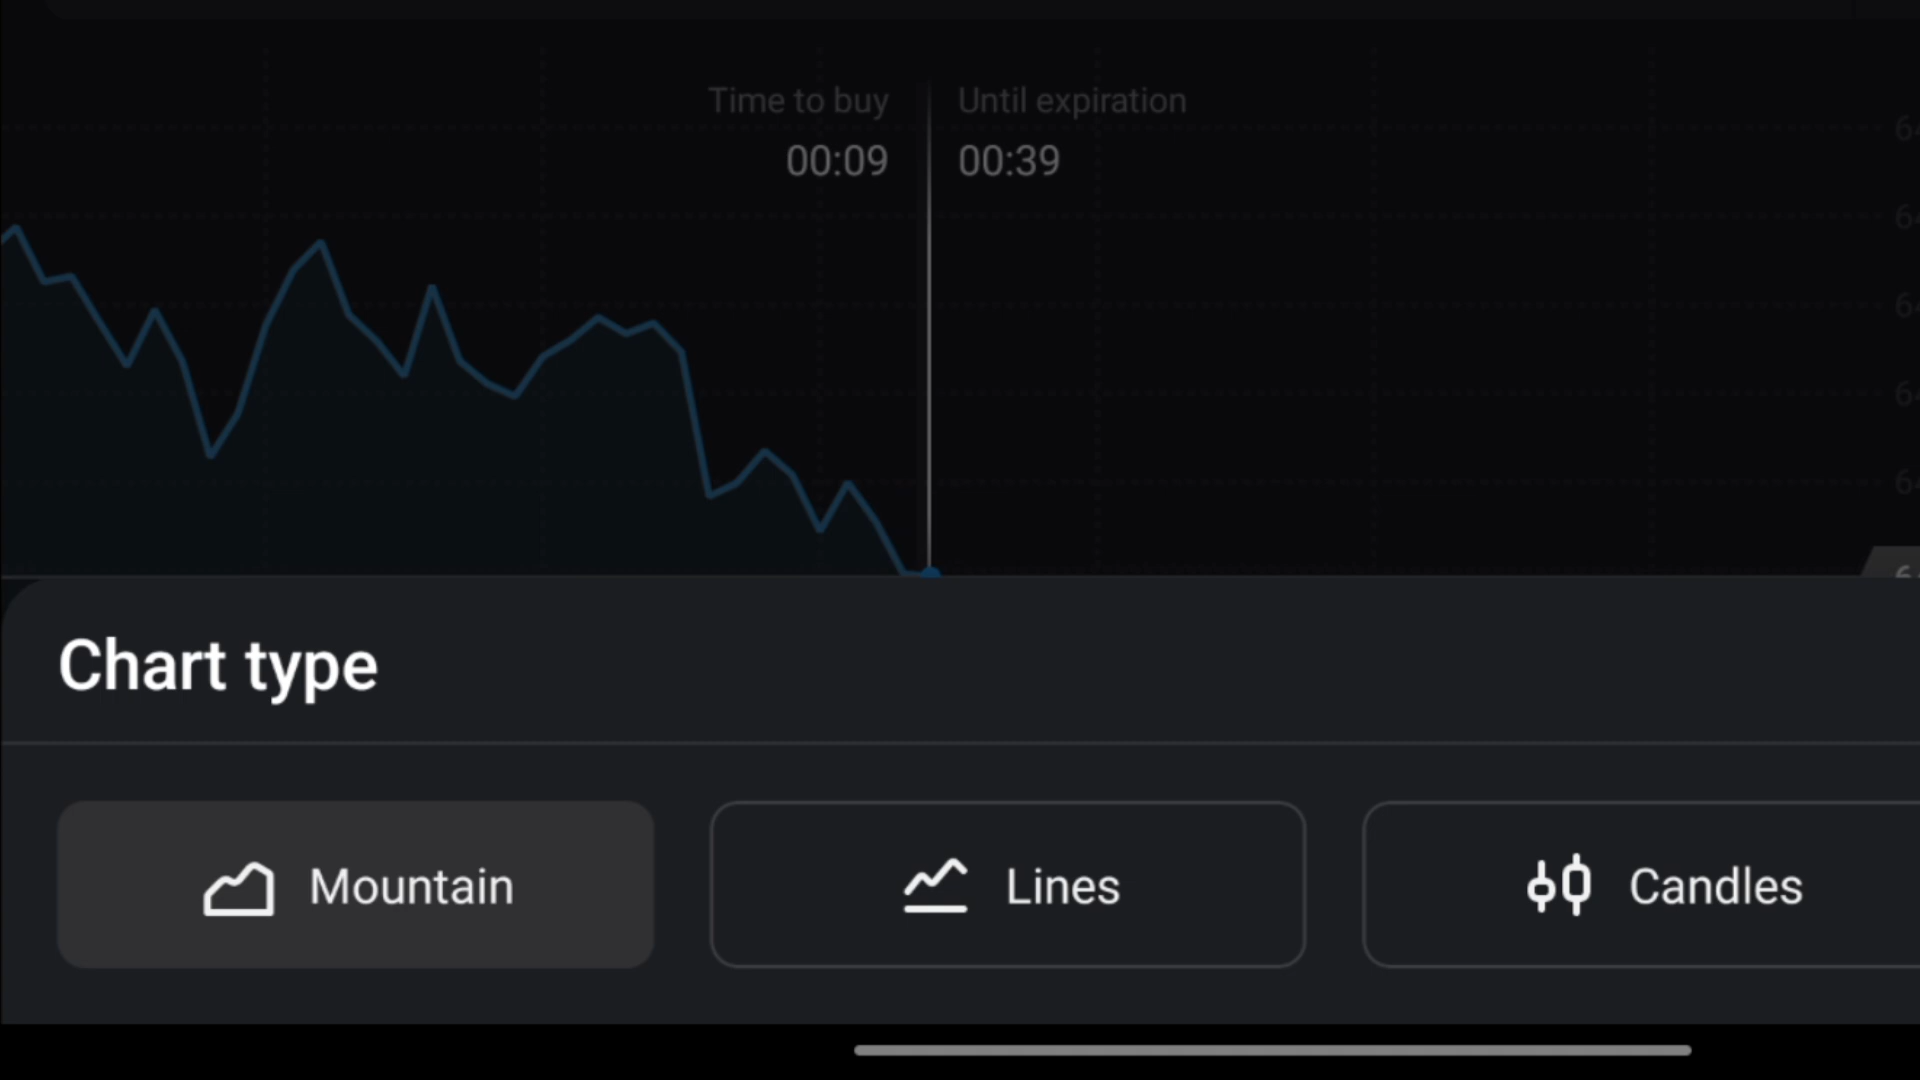 Time to buy
Until expiration
00:09
00:39
Chart type
Mountain
Lines
Candles